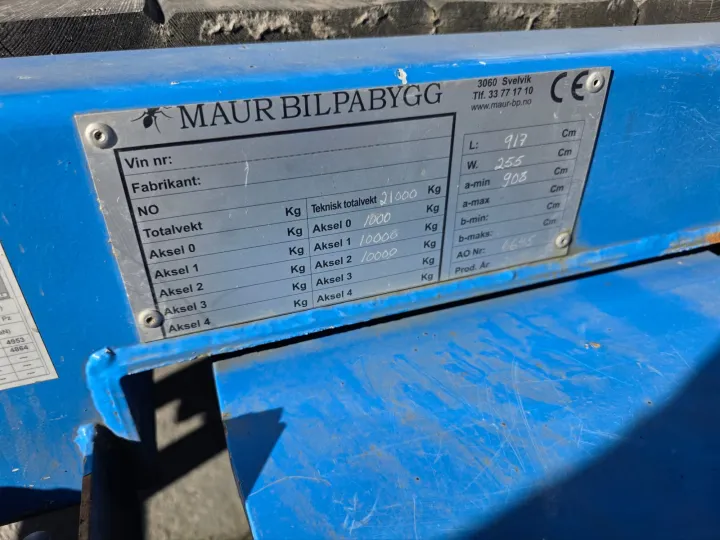 MAUR BILPABYGG
3060 Svelvik
Tlf. 33 77 17 10
www.maur-bp.no
CE
Vin nr:
Fabrikant:
NO
Totalvekt Kg
Aksel 0 Kg
Aksel 1 Kg
Aksel 2 Kg
Aksel 3 Kg
Aksel 4
Teknisk totalvekt 21000 Kg
Aksel 0 1000 Kg
Aksel 1 10000 Kg
Aksel 2 10000 Kg
Aksel 3 Kg
Aksel 4 Kg
L: 917 Cm
W. 255 Cm
a-min 908 Cm
a-max Cm
b-min: Cm
b-maks: Cm
AO Nr:
Prod. År
Pz
4953
4864